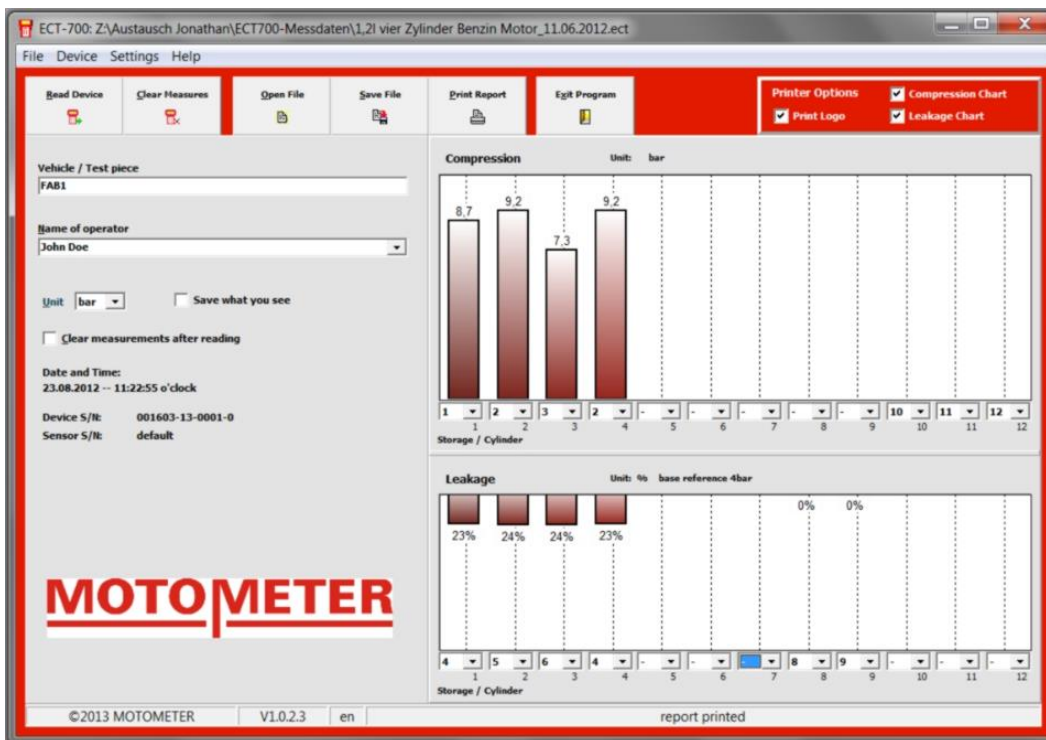 ECT-700: Z:\Austausch Jonathan\ECT700-Messdaten\1,2l vier Zylinder Benzin Motor_11.06.2012.ect
File Device Settings Help
Read Device Clear Measures Open File Save File Print Report Exit Program
Printer Options Compression Chart
Print Logo Leakage Chart
Vehicle / Test piece
FAB1
Name of operator
John Doe
Unit bar Save what you see
Clear measurements after reading
Date and Time:
23.08.2012 -- 11:22:55 o'clock
Device S/N: 001603-13-0001-0
Sensor S/N: default
MOTOMETER
Compression Unit: bar
8,7 9,2 7,3 9,2
1 2 3 2 - - - - - 10 11 12
1 2 3 4 5 6 7 8 9 10 11 12
Storage / Cylinder
Leakage Unit: % base reference 4bar
0% 0%
23% 24% 24% 23%
4 5 6 4 - - - 8 9 - - -
1 2 3 4 5 6 7 8 9 10 11 12
Storage / Cylinder
©2013 MOTOMETER V1.0.2.3 en report printed